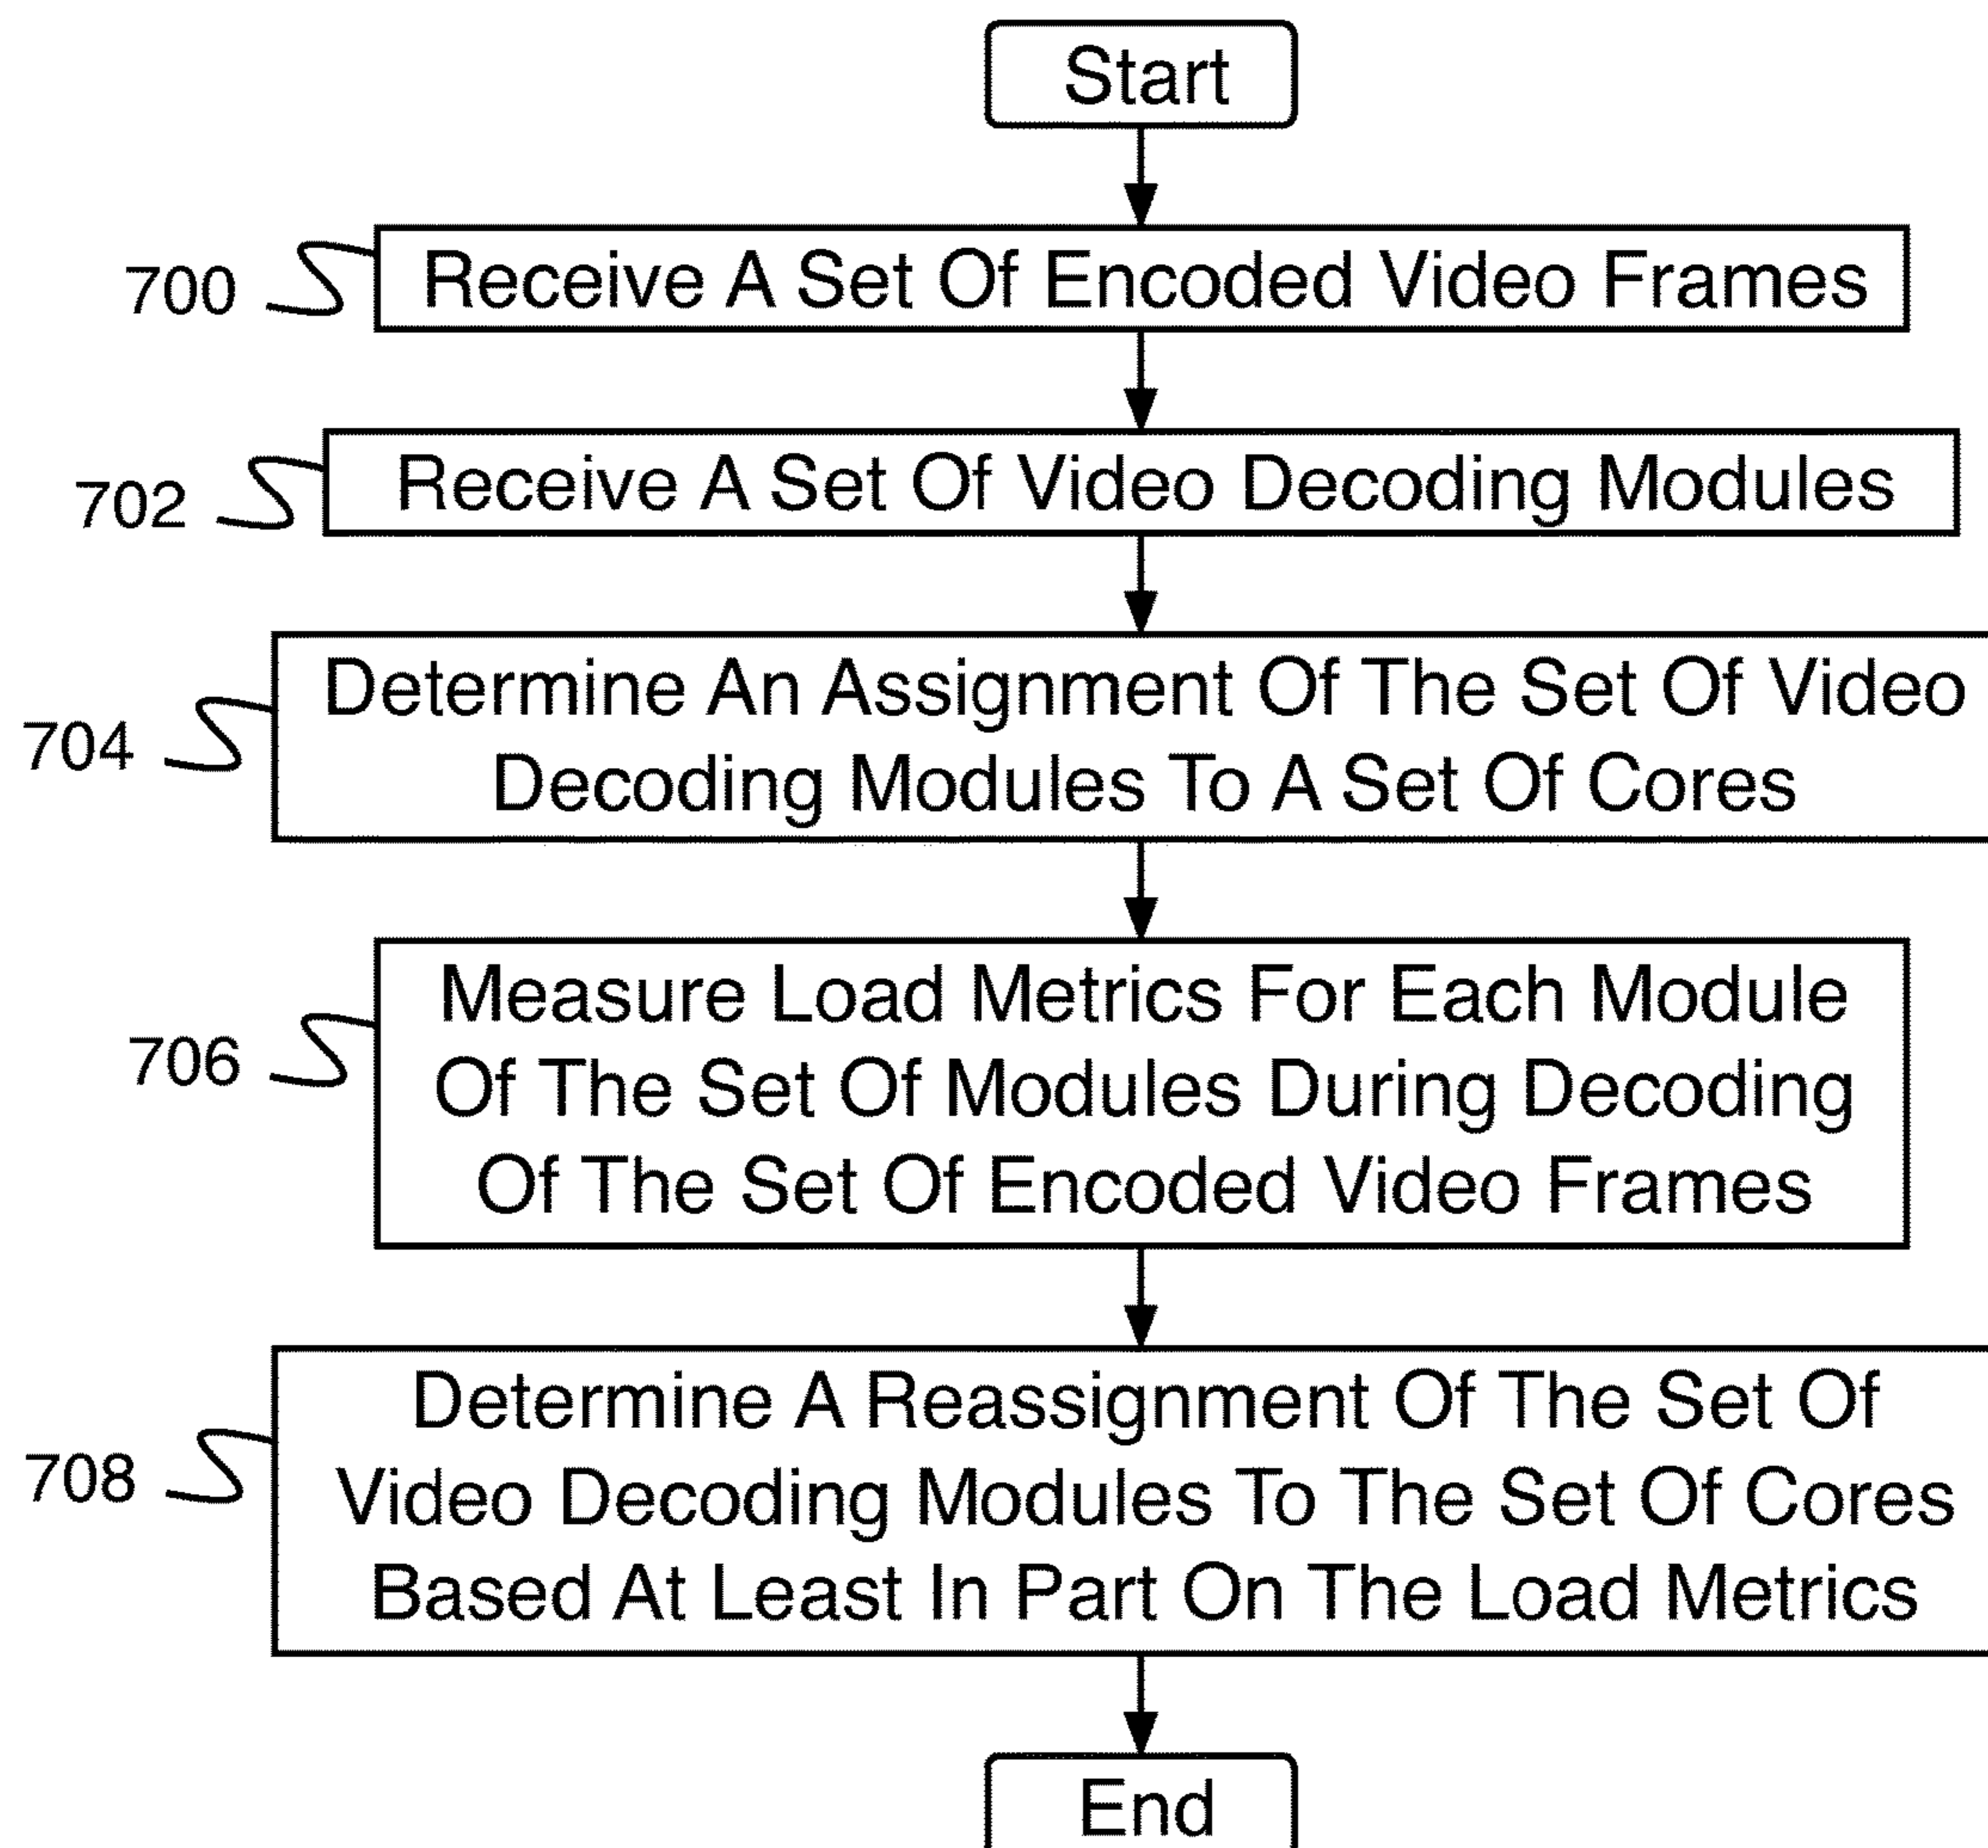 Start
700
Receive A Set Of Encoded Video Frames
702
Receive A Set Of Video Decoding Modules
704
Determine An Assignment Of The Set Of Video
Decoding Modules To A Set Of Cores
706
Measure Load Metrics For Each Module
Of The Set Of Modules During Decoding
Of The Set Of Encoded Video Frames
708
Determine A Reassignment Of The Set Of
Video Decoding Modules To The Set Of Cores
Based At Least In Part On The Load Metrics
End